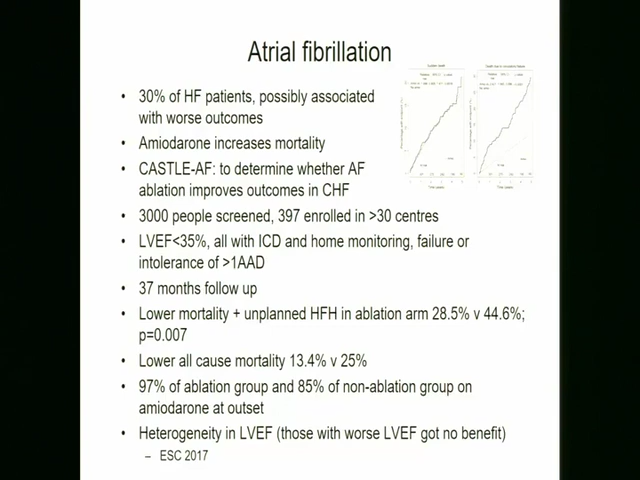 Atrial fibrillation
• 30% of HF patients, possibly associated
with worse outcomes
• Amiodarone increases mortality
• CASTLE-AF: to determine whether AF
ablation improves outcomes in CHF
• 3000 people screened, 397 enrolled in >30 centres
• LVEF<35%, all with ICD and home monitoring, failure or
intolerance of >1AAD
• 37 months follow up
• Lower mortality + unplanned HFH in ablation arm 28.5% v 44.6%;
p=0.007
• Lower all cause mortality 13.4% v 25%
• 97% of ablation group and 85% of non-ablation group on
amiodarone at outset
• Heterogeneity in LVEF (those with worse LVEF got no benefit)
– ESC 2017